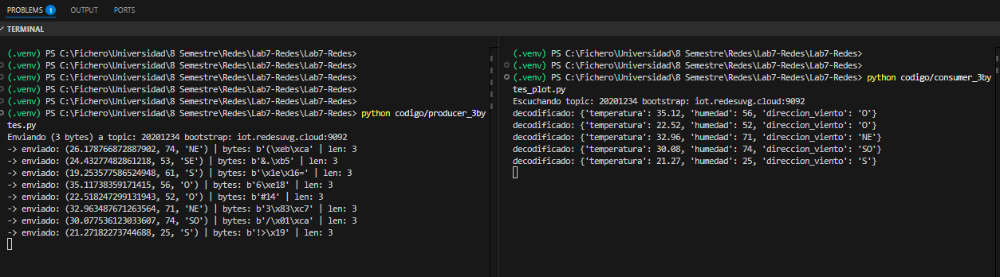 PROBLEMS 1 OUTPUT PORTS
TERMINAL
(.venv) PS C:\Fichero\Universidad\8 Semestre\Redes\Lab7-Redes\Lab7-Redes>
(.venv) PS C:\Fichero\Universidad\8 Semestre\Redes\Lab7-Redes\Lab7-Redes>
(.venv) PS C:\Fichero\Universidad\8 Semestre\Redes\Lab7-Redes\Lab7-Redes>
(.venv) PS C:\Fichero\Universidad\8 Semestre\Redes\Lab7-Redes\Lab7-Redes>
(.venv) PS C:\Fichero\Universidad\8 Semestre\Redes\Lab7-Redes\Lab7-Redes>
(.venv) PS C:\Fichero\Universidad\8 Semestre\Redes\Lab7-Redes\Lab7-Redes> python codigo/producer_3by
tes.py
Enviando (3 bytes) a topic: 20201234 bootstrap: iot.redesuvg.cloud:9092
-> enviado: (26.178766872887902, 74, 'NE') | bytes: b'(\xeb\xca' | len: 3
-> enviado: (24.43277482861218, 53, 'SE') | bytes: b'&.\xb5' | len: 3
-> enviado: (19.253577586524948, 61, 'S') | bytes: b'\x1e\x16=' | len: 3
-> enviado: (35.11738359171415, 56, 'O') | bytes: b'6\xe18' | len: 3
-> enviado: (22.518247299131943, 52, 'O') | bytes: b'#14' | len: 3
-> enviado: (32.963487671263564, 71, 'NE') | bytes: b'3\x83\xc7' | len: 3
-> enviado: (30.077536123033607, 74, 'SO') | bytes: b'/\x01\xca' | len: 3
-> enviado: (21.27182273744688, 25, 'S') | bytes: b'!>\x19' | len: 3
(.venv) PS C:\Fichero\Universidad\8 Semestre\Redes\Lab7-Redes\Lab7-Redes>
(.venv) PS C:\Fichero\Universidad\8 Semestre\Redes\Lab7-Redes\Lab7-Redes>
(.venv) PS C:\Fichero\Universidad\8 Semestre\Redes\Lab7-Redes\Lab7-Redes> python codigo/consumer_3by
tes_plot.py
Escuchando topic: 20201234 bootstrap: iot.redesuvg.cloud:9092
decodificado: {'temperatura': 35.12, 'humedad': 56, 'direccion_viento': 'O'}
decodificado: {'temperatura': 22.52, 'humedad': 52, 'direccion_viento': 'O'}
decodificado: {'temperatura': 32.96, 'humedad': 71, 'direccion_viento': 'NE'}
decodificado: {'temperatura': 30.08, 'humedad': 74, 'direccion_viento': 'SO'}
decodificado: {'temperatura': 21.27, 'humedad': 25, 'direccion_viento': 'S'}